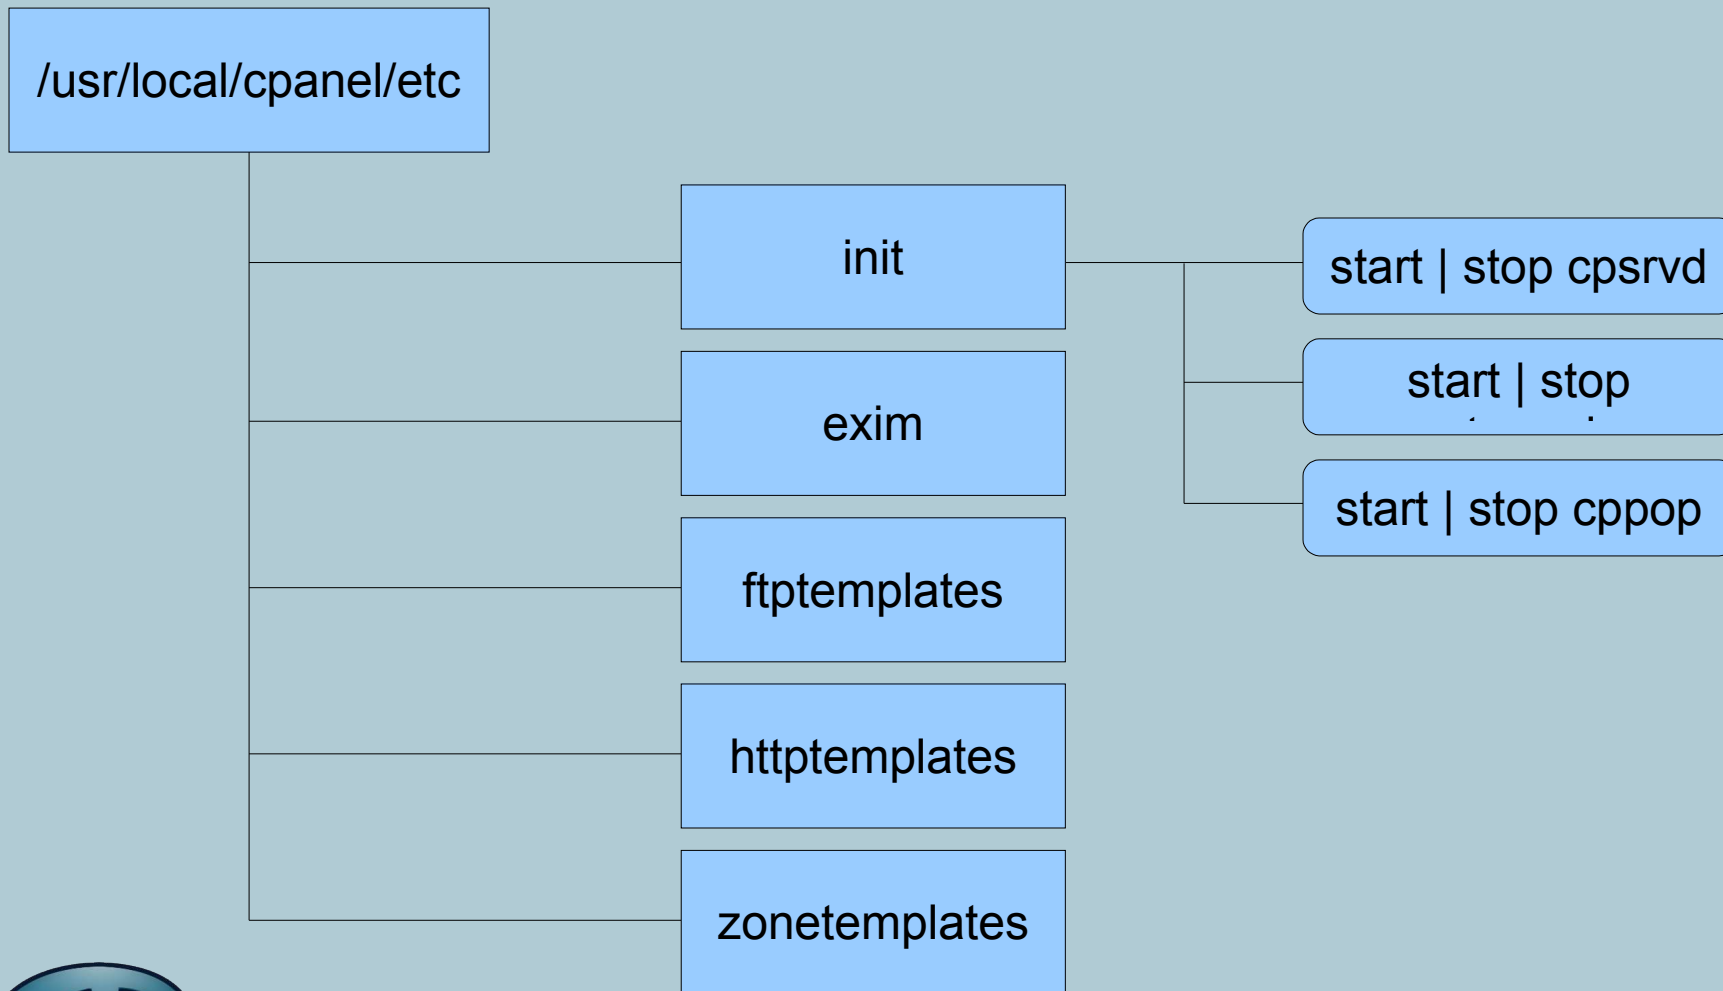 /usr/local/cpanel/etc
init
start | stop cpsrvd
exim
start | stop
start | stop cppop
ftptemplates
httptemplates
zonetemplates